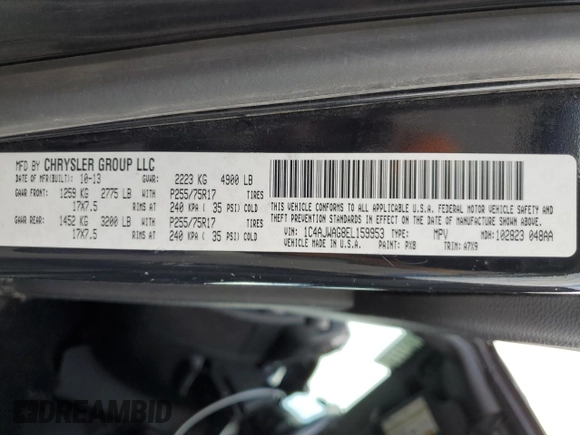 MFD BY CHRYSLER GROUP LLC
DATE OF MFR(BUILT): 10-13 GVWR: 2223 KG 4900 LB
GAWR FRONT: 1259 KG 2775 LB WITH P255/75R17 TIRES
17X7.5 RIMS AT 240 KPA ( 35 PSI) COLD
GAWR REAR: 1452 KG 3200 LB WITH P255/75R17 TIRES
17X7.5 RIMS AT 240 KPA ( 35 PSI) COLD
THIS VEHICLE CONFORMS TO ALL APPLICABLE U.S.A. FEDERAL MOTOR VEHICLE SAFETY, BUMPER, AND
THEFT PREVENTION STANDARDS IN EFFECT ON THE DATE OF MANUFACTURE SHOWN ABOVE.
VIN: 1C4AJWAG8EL159953 TYPE: MPV MDH: 102823 048AA
VEHICLE MADE IN U.S.A. PAINT: PX8 TRIM: A7X9
DREAMBID